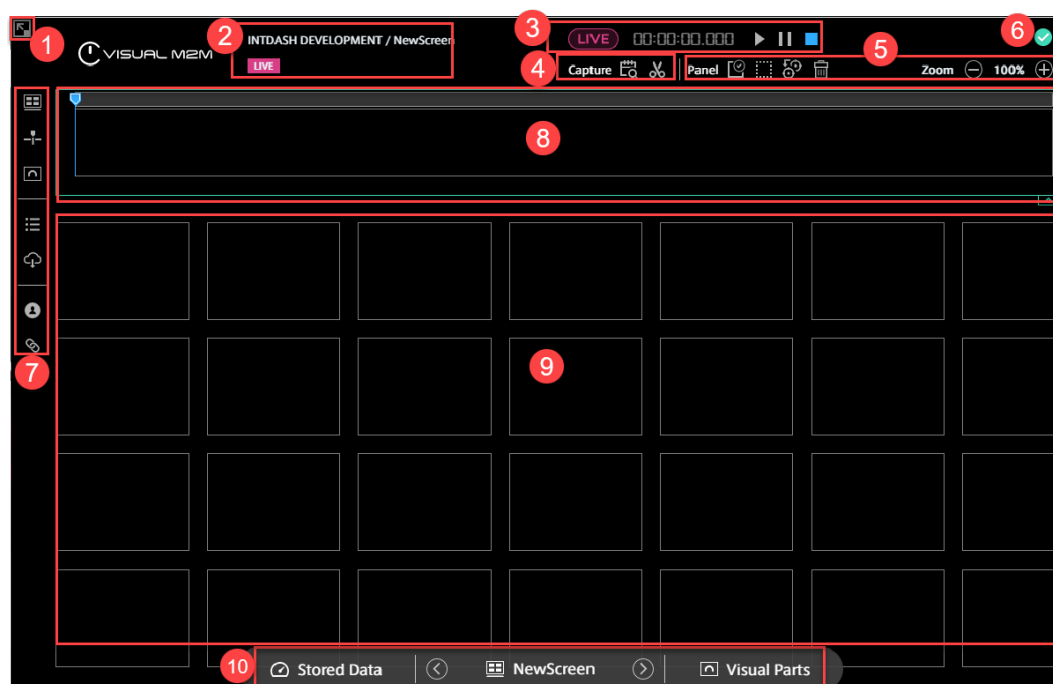 1
VISUAL M2M
2
INTDASH DEVELOPMENT / NewScreen
LIVE
3
LIVE 00:00:00.000
4
Capture
5
Panel
Zoom 100%
6
7
8
9
10
Stored Data
NewScreen
Visual Parts